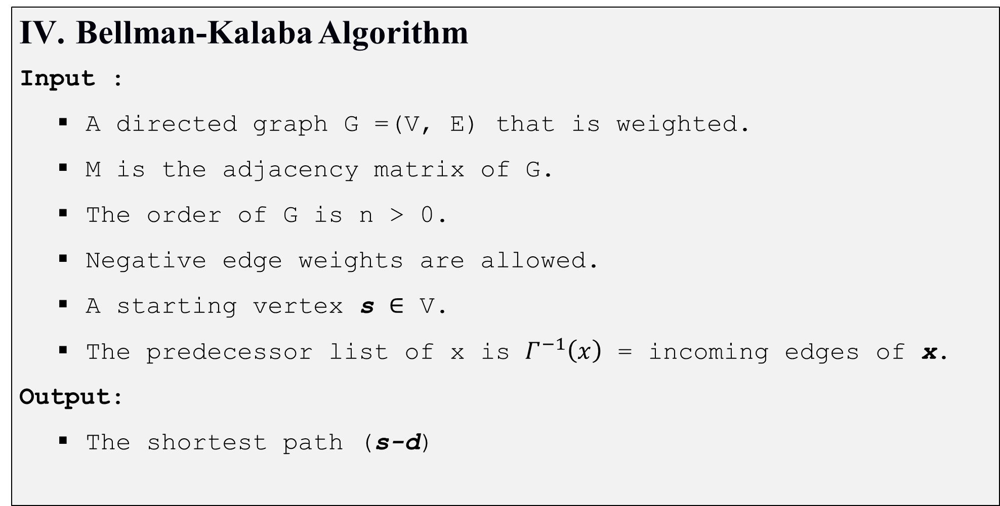 IV. Bellman-Kalaba Algorithm
Input :
▪ A directed graph G =(V, E) that is weighted.
▪ M is the adjacency matrix of G.
▪ The order of G is n > 0.
▪ Negative edge weights are allowed.
▪ A starting vertex s ∈ V.
▪ The predecessor list of x is Γ⁻¹(x) = incoming edges of x.
Output:
▪ The shortest path (s-d)